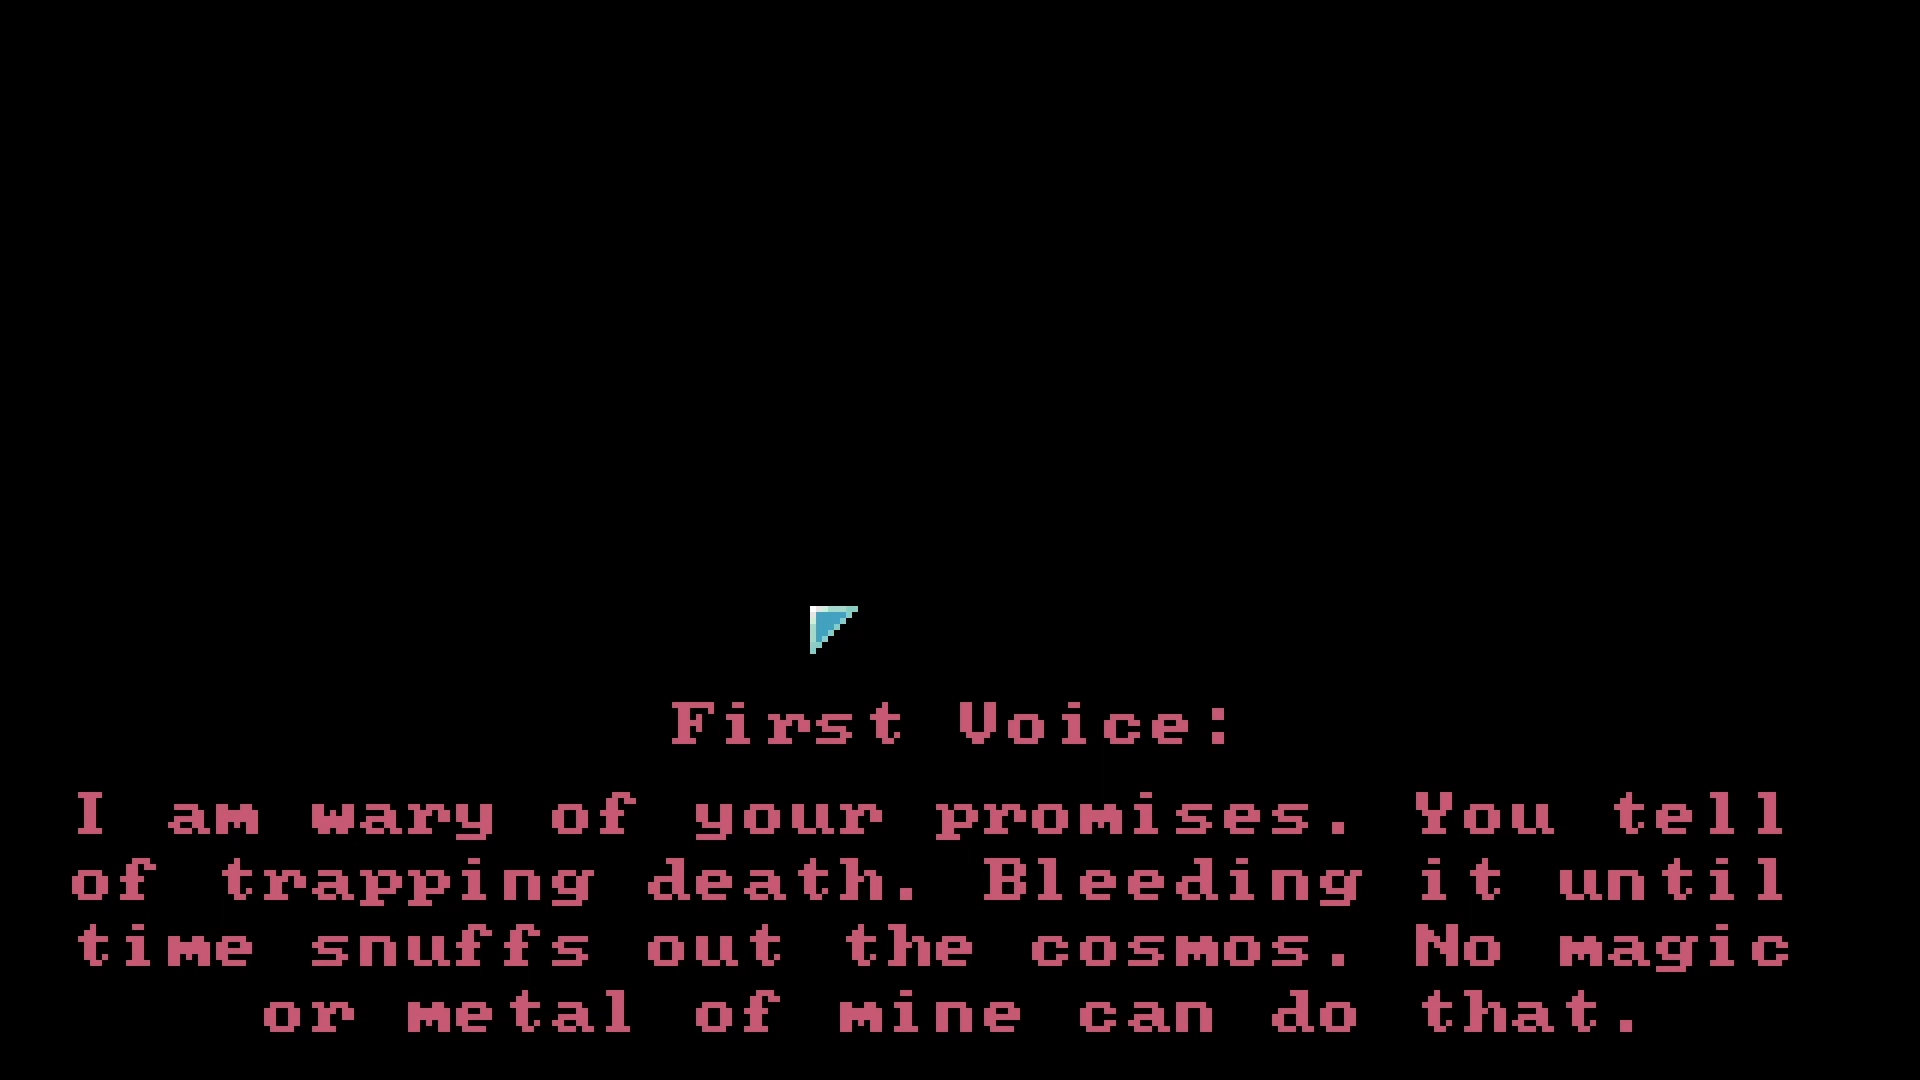 First Voice:
I am wary of your promises. You tell
of trapping death. Bleeding it until
time snuffs out the cosmos. No magic
or metal of mine can do that.